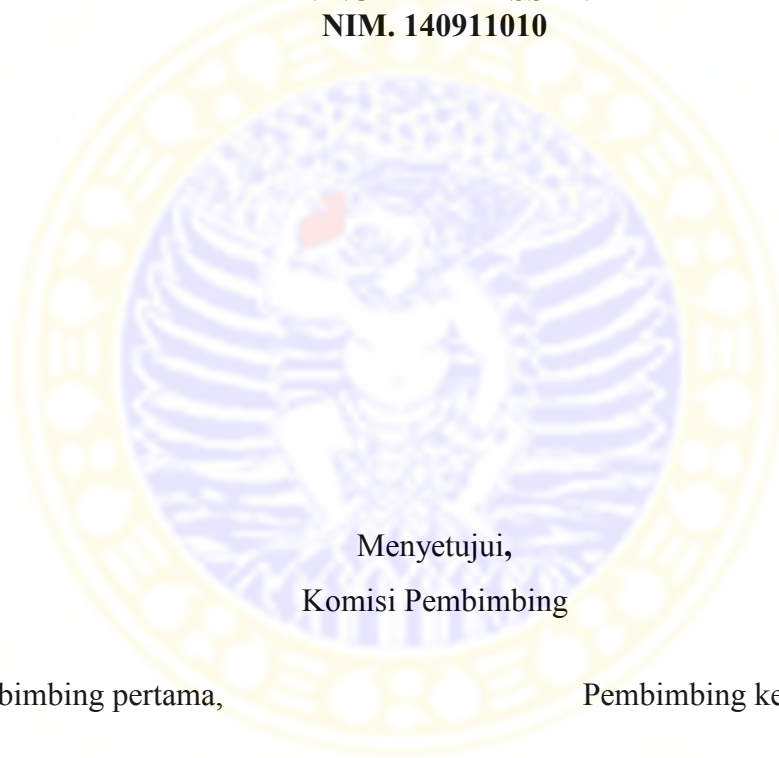 NIM. 140911010
Menyetujui,
Komisi Pembimbing
bimbing pertama,
Pembimbing ke